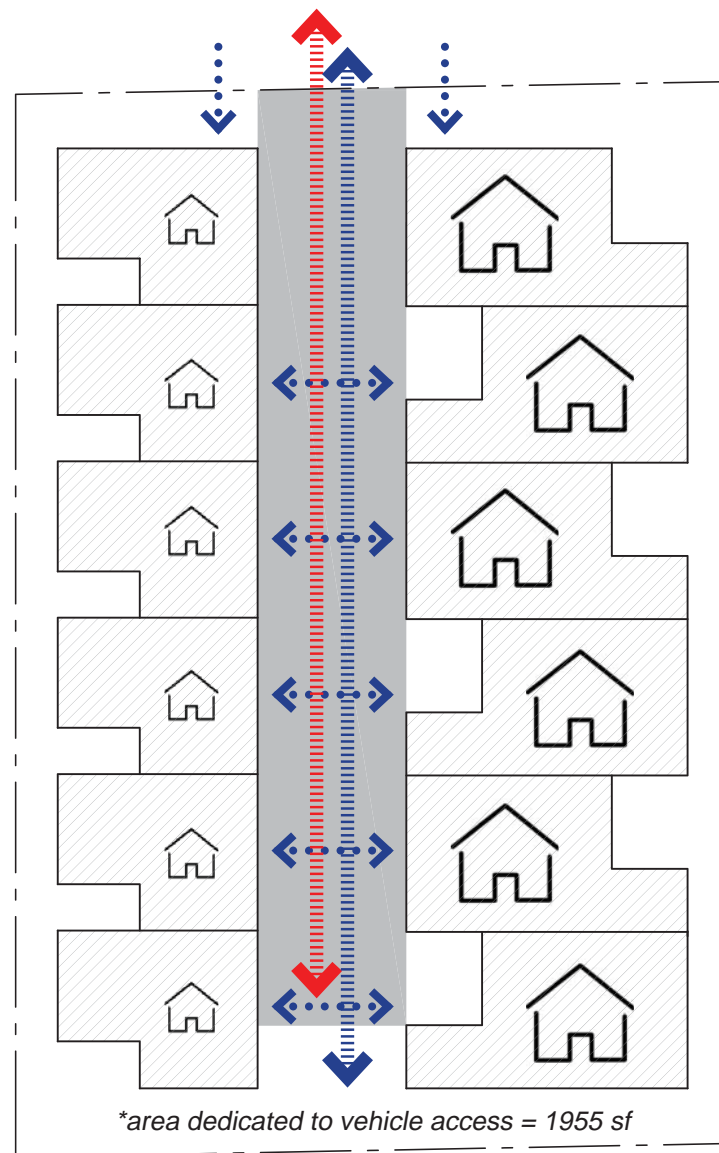 *area dedicated to vehicle access = 1955 sf